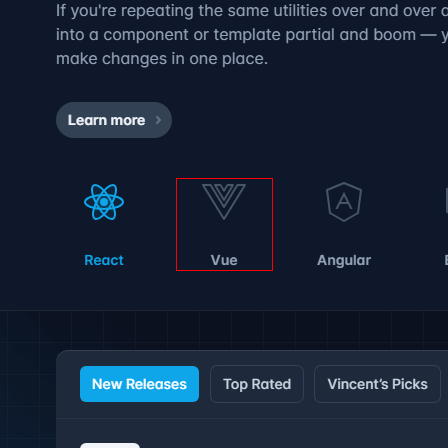 If you're repeating the same utilities over and over
into a component or template partial and boom —
make changes in one place.
Learn more
React
Vue
Angular
New Releases
Top Rated
Vincent's Picks